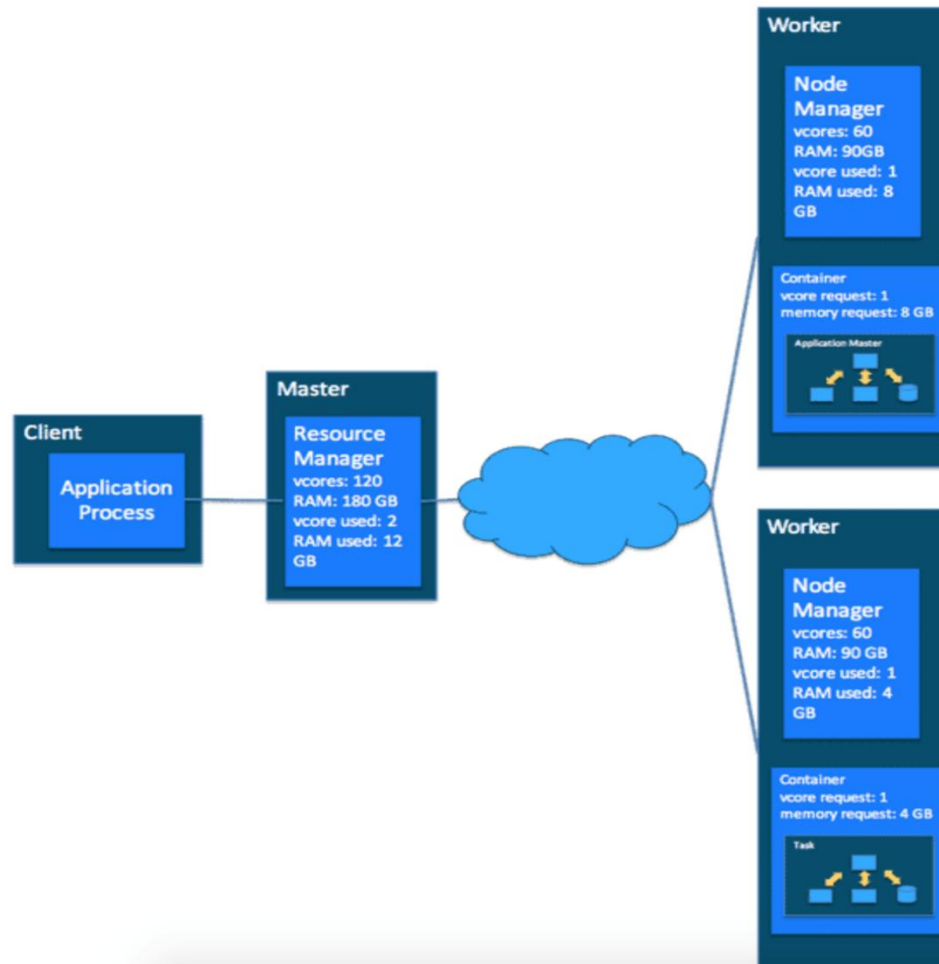 Client
Application
Process
Master
Resource
Manager
vcores: 120
RAM: 180 GB
vcore used: 2
RAM used: 12
GB
Worker
Node
Manager
vcores: 60
RAM: 90GB
vcore used: 1
RAM used: 8
GB
Container
vcore request: 1
memory request: 8 GB
Application Master
Worker
Node
Manager
vcores: 60
RAM: 90 GB
vcore used: 1
RAM used: 4
GB
Container
vcore request: 1
memory request: 4 GB
Task